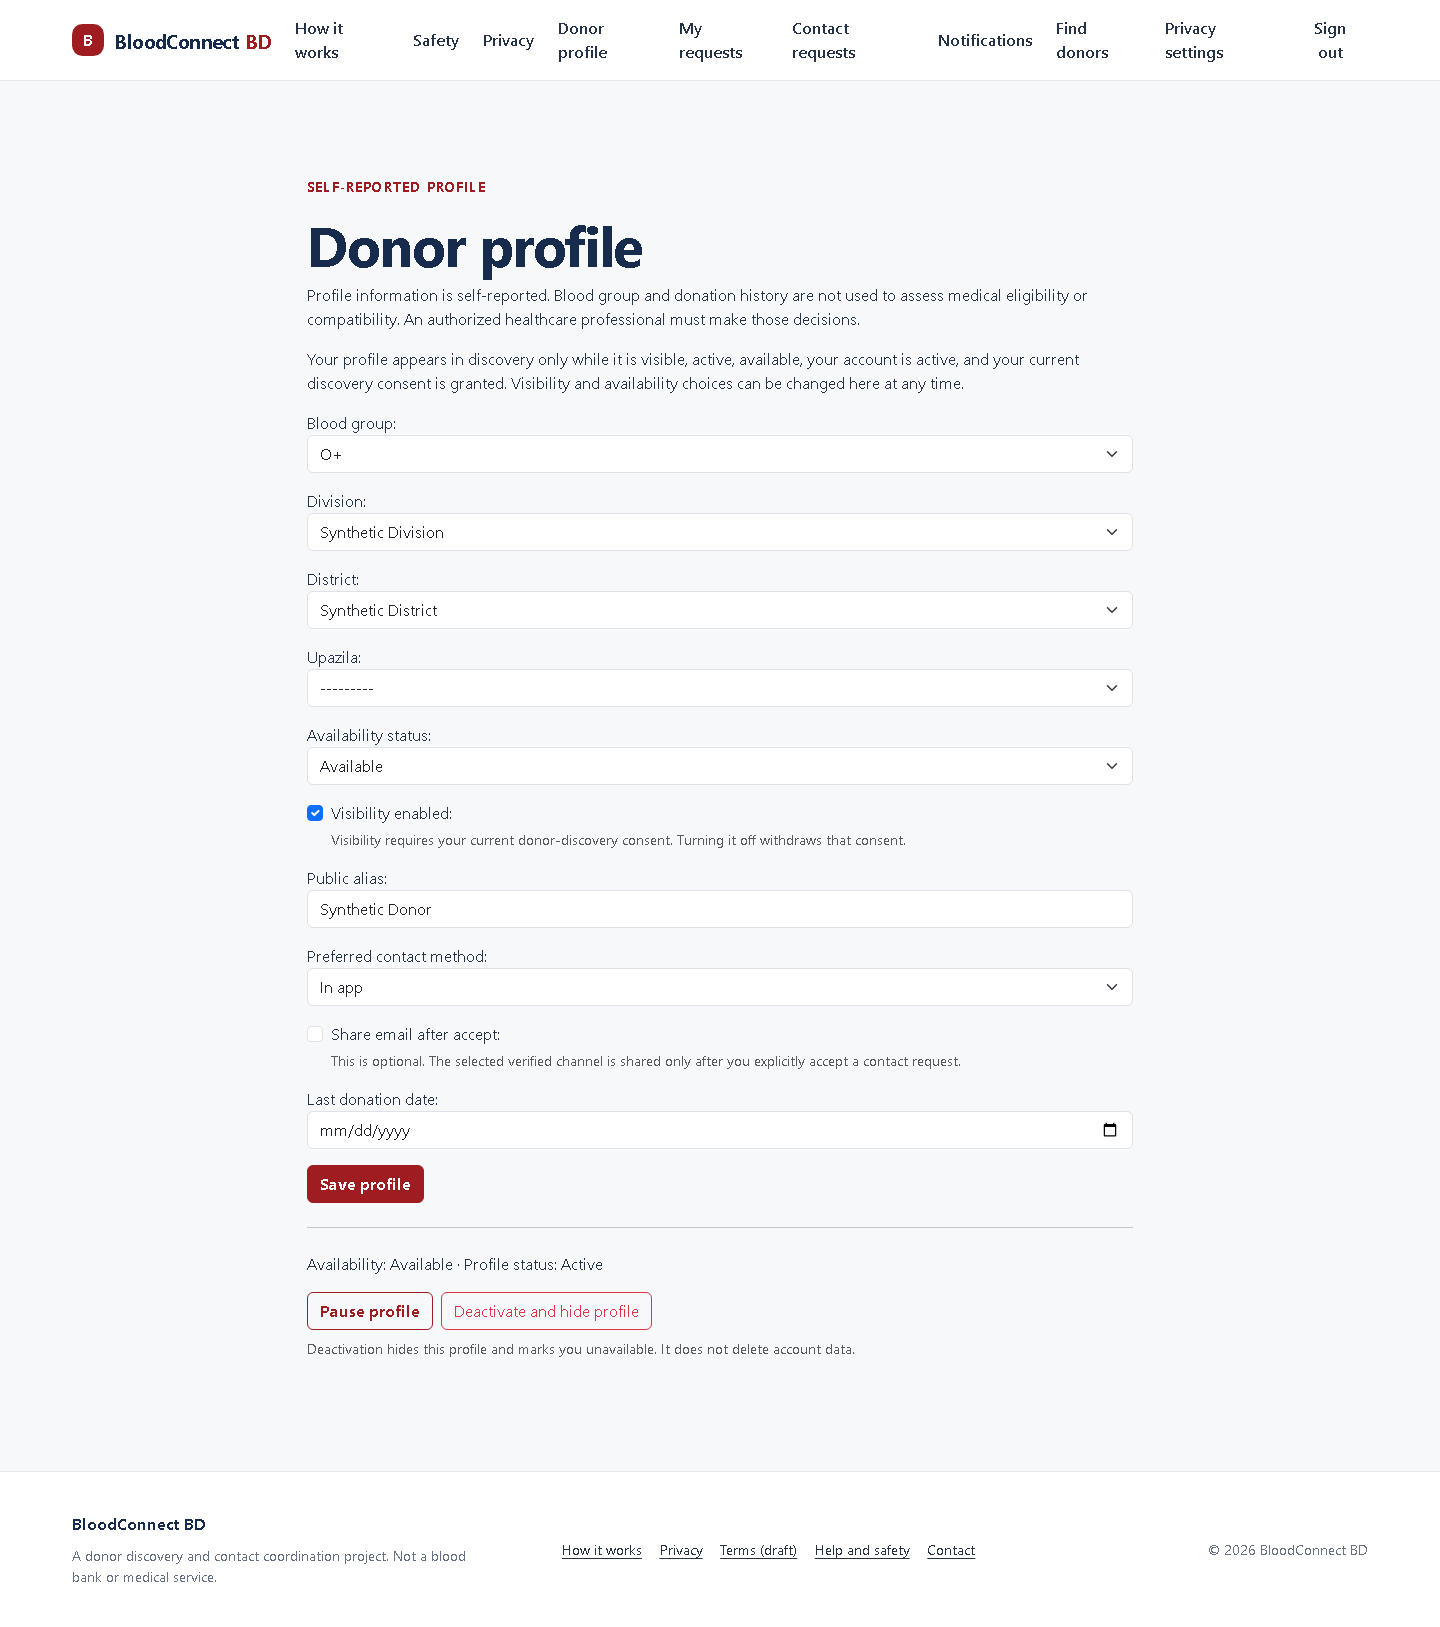 B BloodConnect BD
How it works
Safety
Privacy
Donor profile
My requests
Contact requests
Notifications
Find donors
Privacy settings
Sign out
SELF-REPORTED PROFILE
Donor profile
Profile information is self-reported. Blood group and donation history are not used to assess medical eligibility or
compatibility. An authorized healthcare professional must make those decisions.
Your profile appears in discovery only while it is visible, active, available, your account is active, and your current
discovery consent is granted. Visibility and availability choices can be changed here at any time.
Blood group:
O+
Division:
Synthetic Division
District:
Synthetic District
Upazila:
---------
Availability status:
Available
Visibility enabled:
Visibility requires your current donor-discovery consent. Turning it off withdraws that consent.
Public alias:
Synthetic Donor
Preferred contact method:
In app
Share email after accept:
This is optional. The selected verified channel is shared only after you explicitly accept a contact request.
Last donation date:
mm/dd/yyyy
Save profile
Availability: Available · Profile status: Active
Pause profile
Deactivate and hide profile
Deactivation hides this profile and marks you unavailable. It does not delete account data.
BloodConnect BD
A donor discovery and contact coordination project. Not a blood
bank or medical service.
How it works
Privacy
Terms (draft)
Help and safety
Contact
© 2026 BloodConnect BD